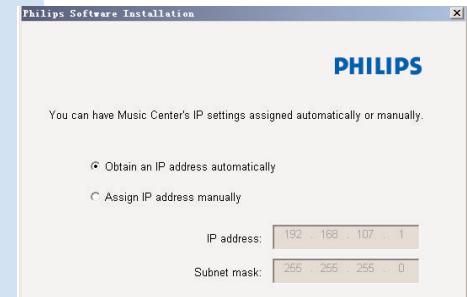 Philips Software Installation
PHILIPS
You can have Music Center's IP settings assigned automatically or manually.
Obtain an IP address automatically
Assign IP address manually
IP address: 192 . 168 . 107 . 1
Subnet mask: 255 . 255 . 255 . 0